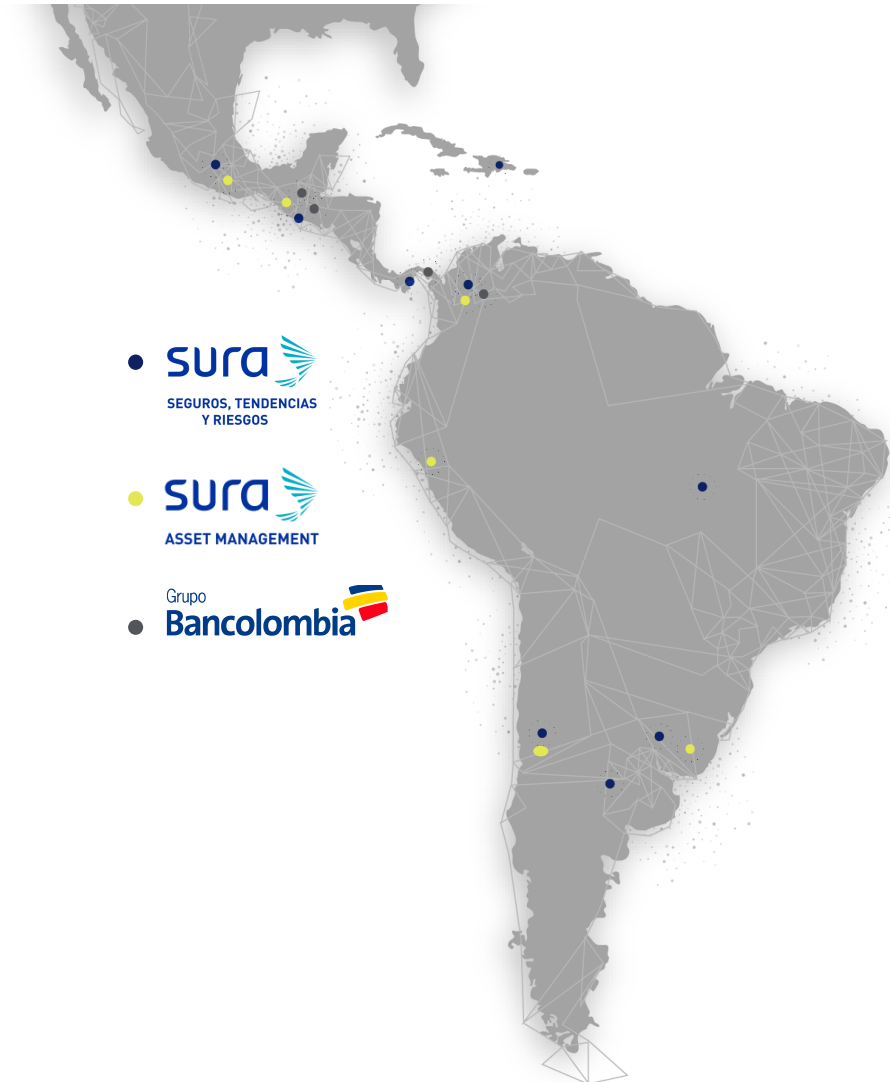 sura
SEGUROS, TENDENCIAS
Y RIESGOS
sura
ASSET MANAGEMENT
Grupo
Bancolombia